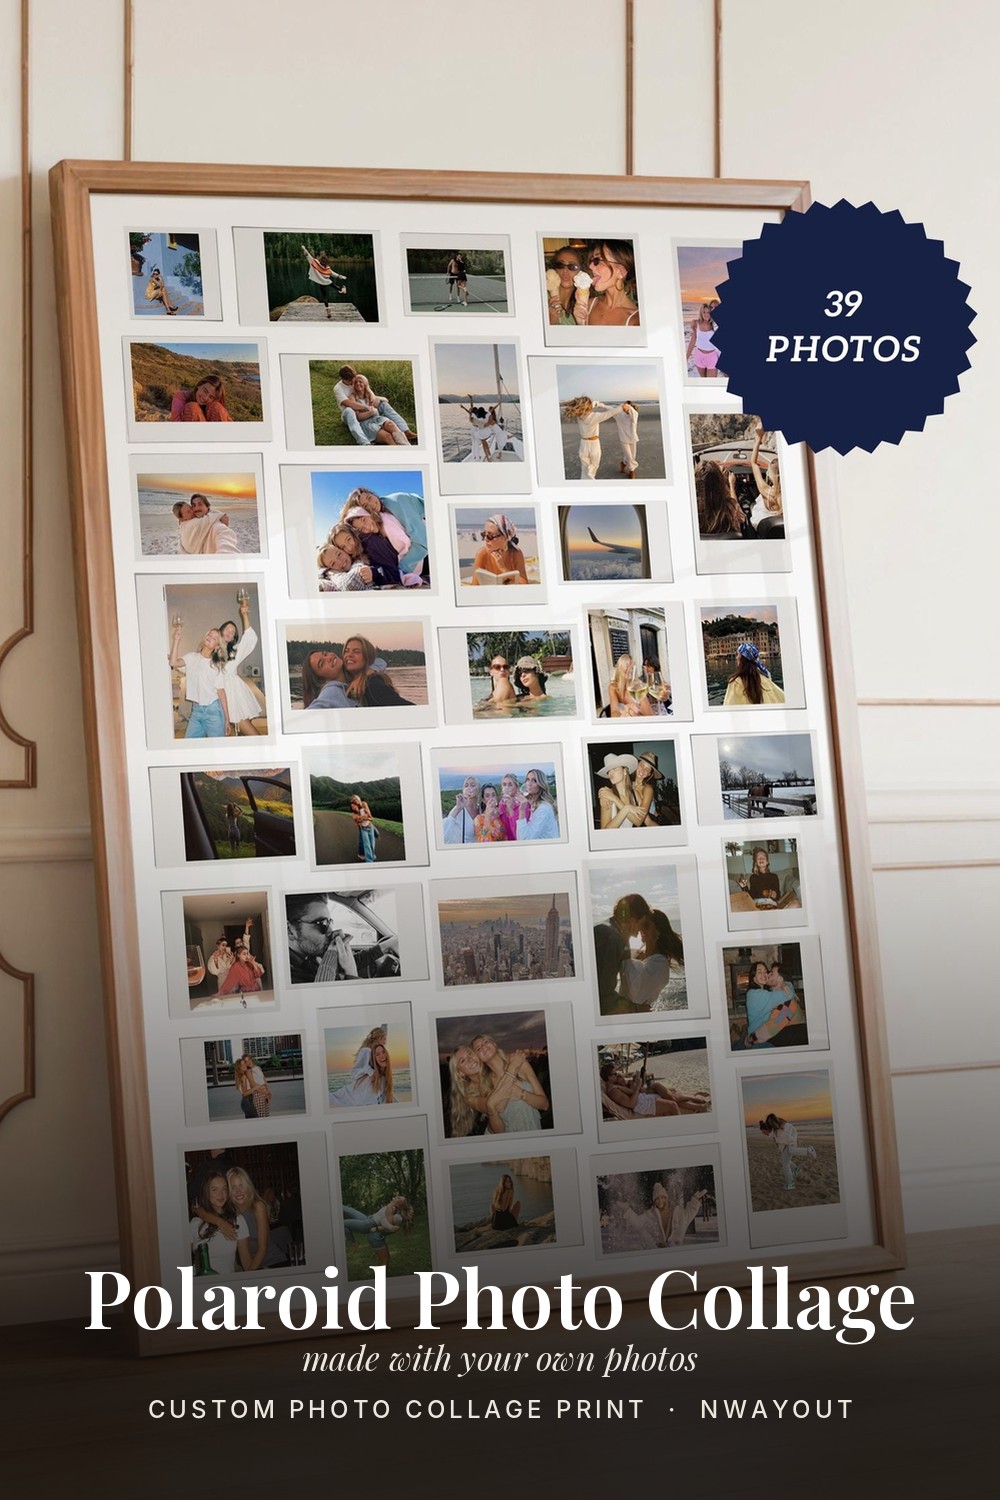 39
PHOTOS
Polaroid Photo Collage
made with your own photos
CUSTOM PHOTO COLLAGE PRINT · NWAYOUT